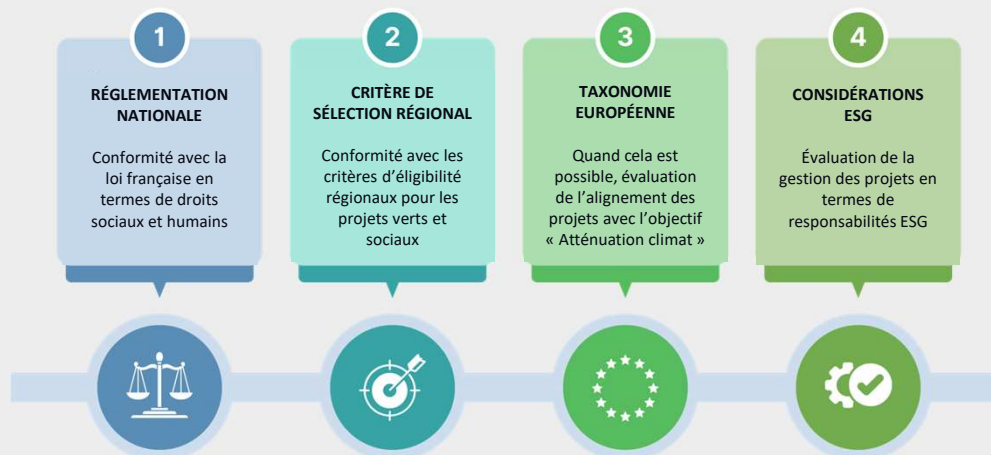 1
RÉGLEMENTATION
NATIONALE
Conformité avec la
loi française en
termes de droits
sociaux et humains
2
CRITÈRE DE
SÉLECTION RÉGIONAL
Conformité avec les
critères d’éligibilité
régionaux pour les
projets verts et
sociaux
3
TAXONOMIE
EUROPÉENNE
Quand cela est
possible, évaluation
de l’alignement des
projets avec l’objectif
« Atténuation climat »
4
CONSIDÉRATIONS
ESG
Évaluation de la
gestion des projets en
termes de
responsabilités ESG